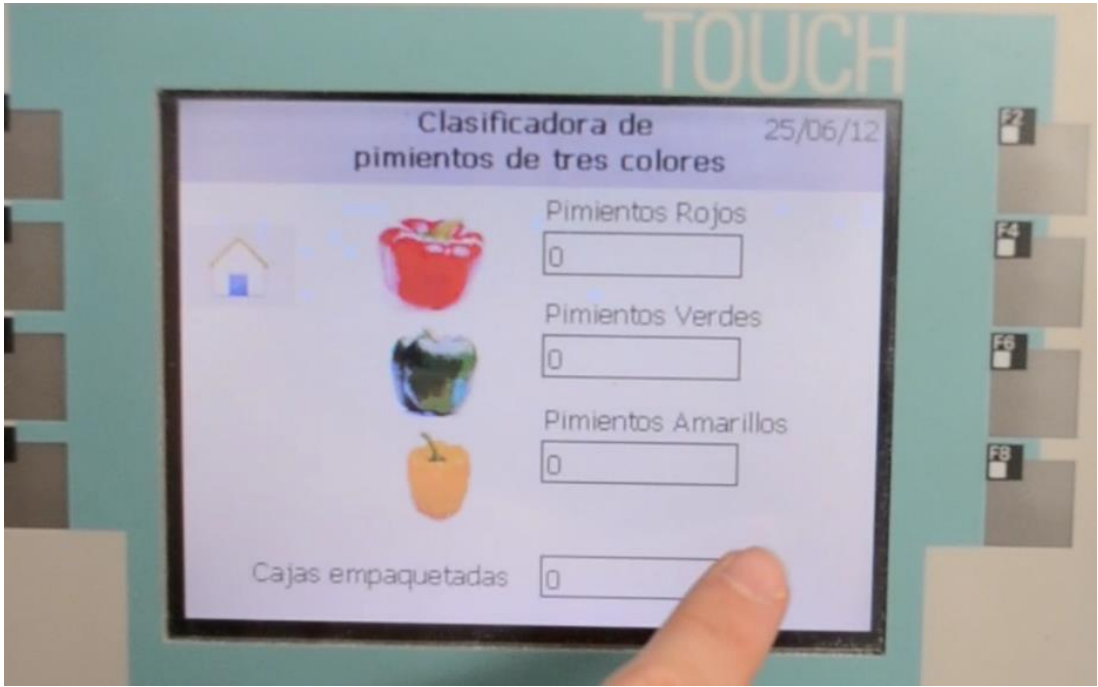 TOUCH
Clasificadora de
pimientos de tres colores
25/06/12
F2
Pimientos Rojos
0
F4
Pimientos Verdes
0
F6
Pimientos Amarillos
0
F8
Cajas empaquetadas
0